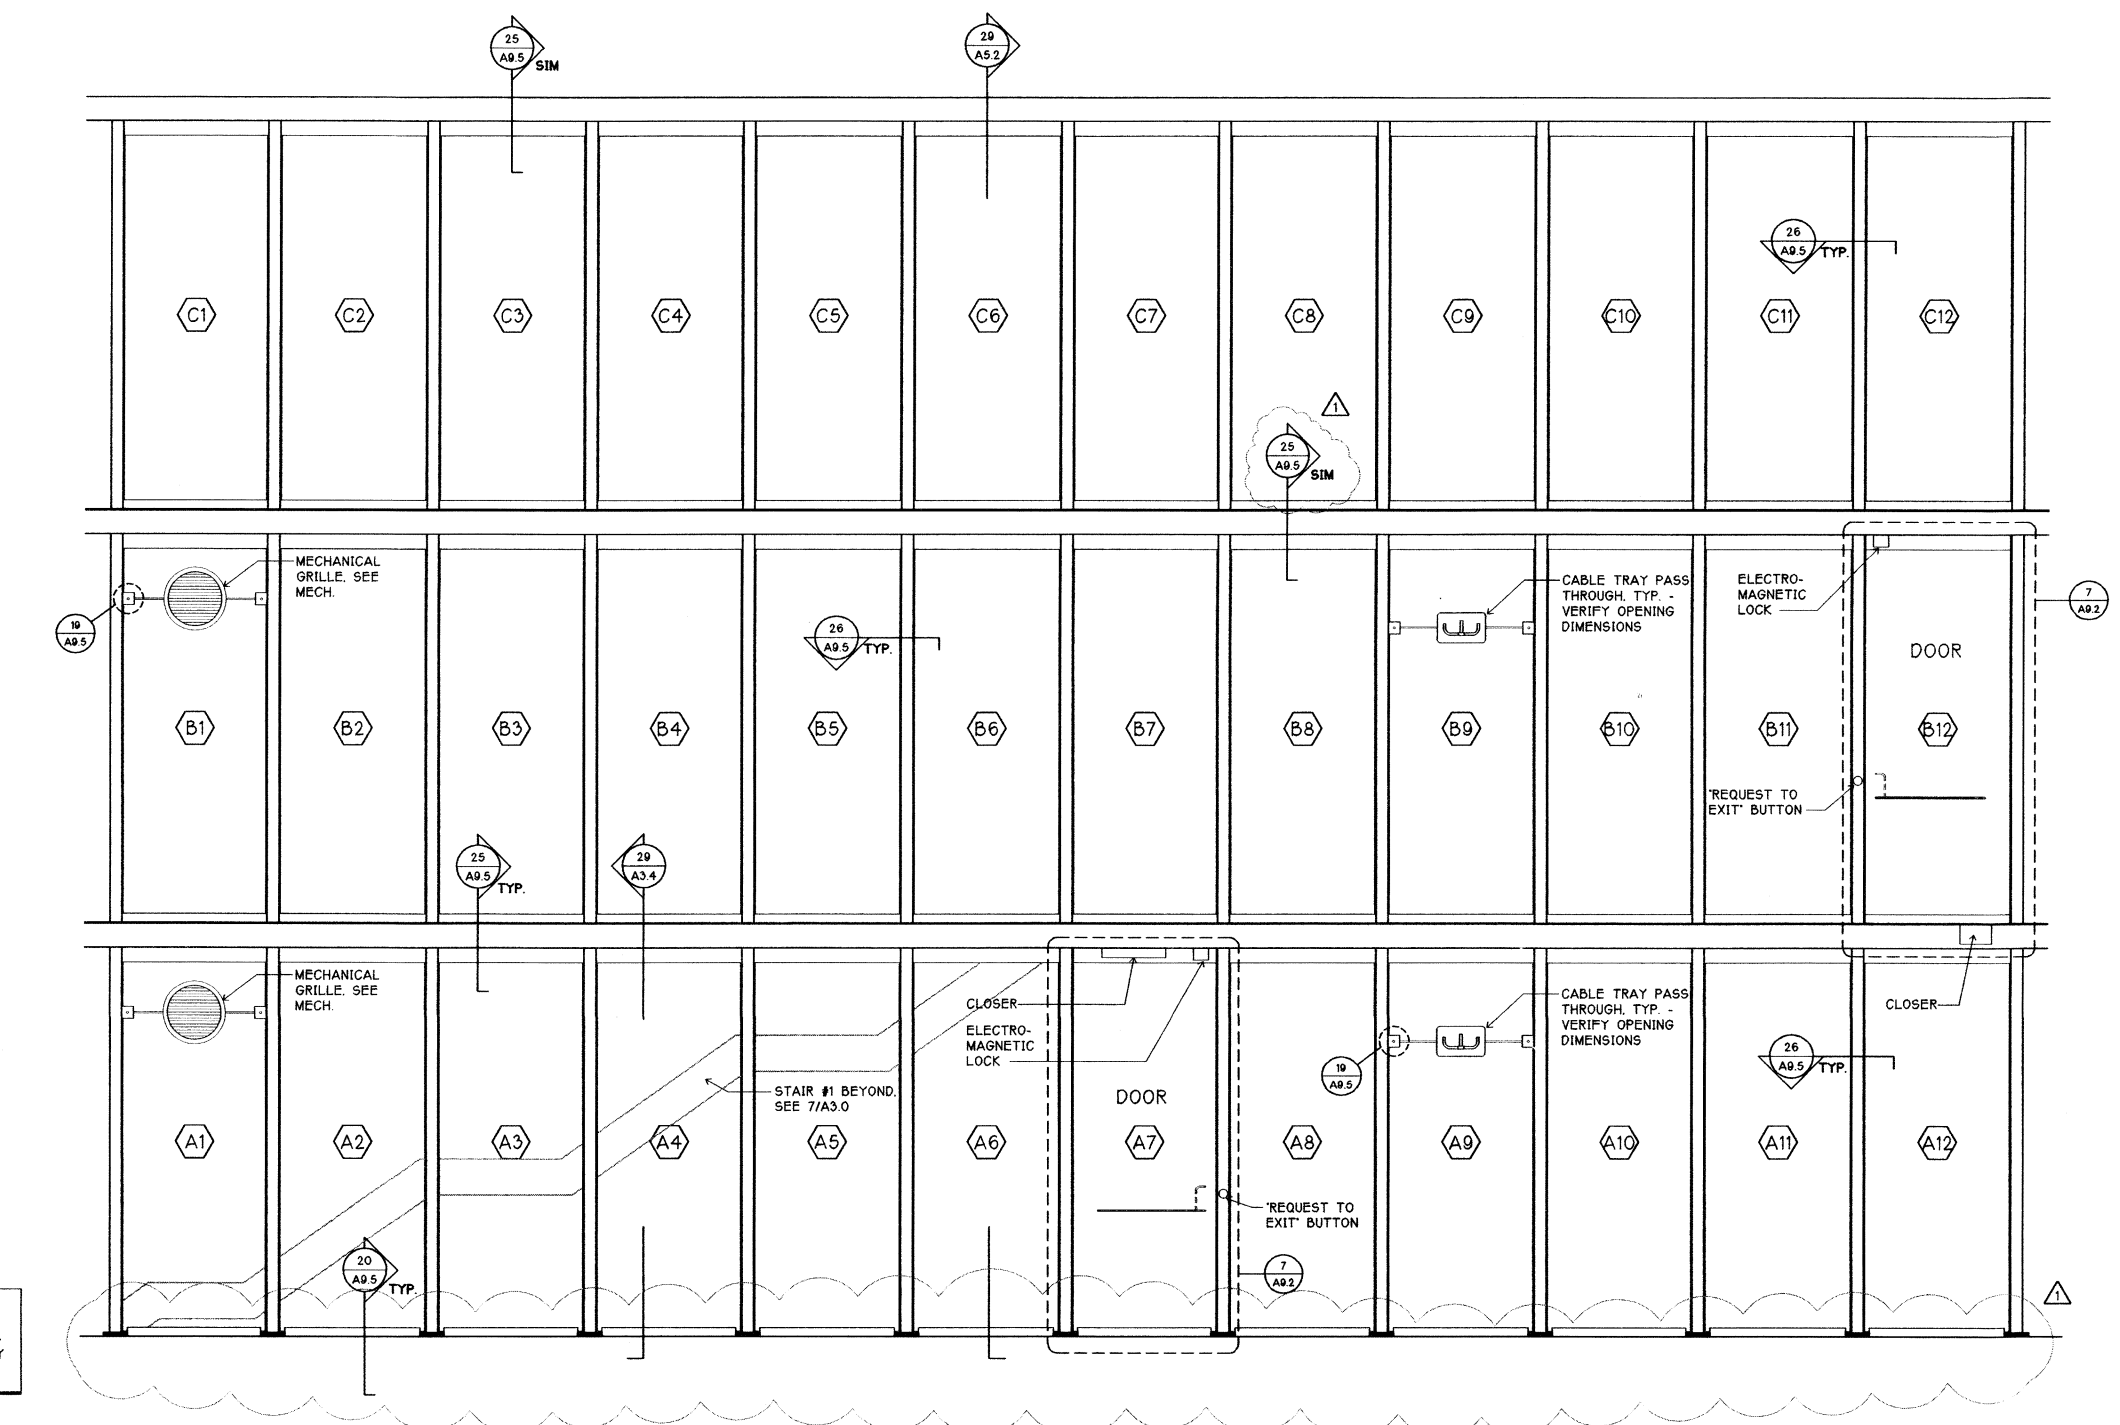 25
A9.5
SIM
29
A5.2
26
A9.5
TYP.
C1
C2
C3
C4
C5
C6
C7
C8
C9
C10
C11
C12
1
25
A9.5
SIM
MECHANICAL
GRILLE, SEE
MECH.
19
A9.5
26
A9.5
TYP.
CABLE TRAY PASS
THROUGH, TYP. -
VERIFY OPENING
DIMENSIONS
ELECTRO-
MAGNETIC
LOCK
7
A9.2
DOOR
B1
B2
B3
B4
B5
B6
B7
B8
B9
B10
B11
B12
"REQUEST TO
EXIT" BUTTON
25
A9.5
TYP.
29
A3.4
MECHANICAL
GRILLE, SEE
MECH.
CLOSER
ELECTRO-
MAGNETIC
LOCK
CABLE TRAY PASS
THROUGH, TYP. -
VERIFY OPENING
DIMENSIONS
CLOSER
19
A9.5
26
A9.5
TYP.
STAIR #1 BEYOND,
SEE 7/A3.0
DOOR
A1
A2
A3
A4
A5
A6
A7
A8
A9
A10
A11
A12
"REQUEST TO
EXIT" BUTTON
20
A9.5
TYP.
7
A9.2
1
Y